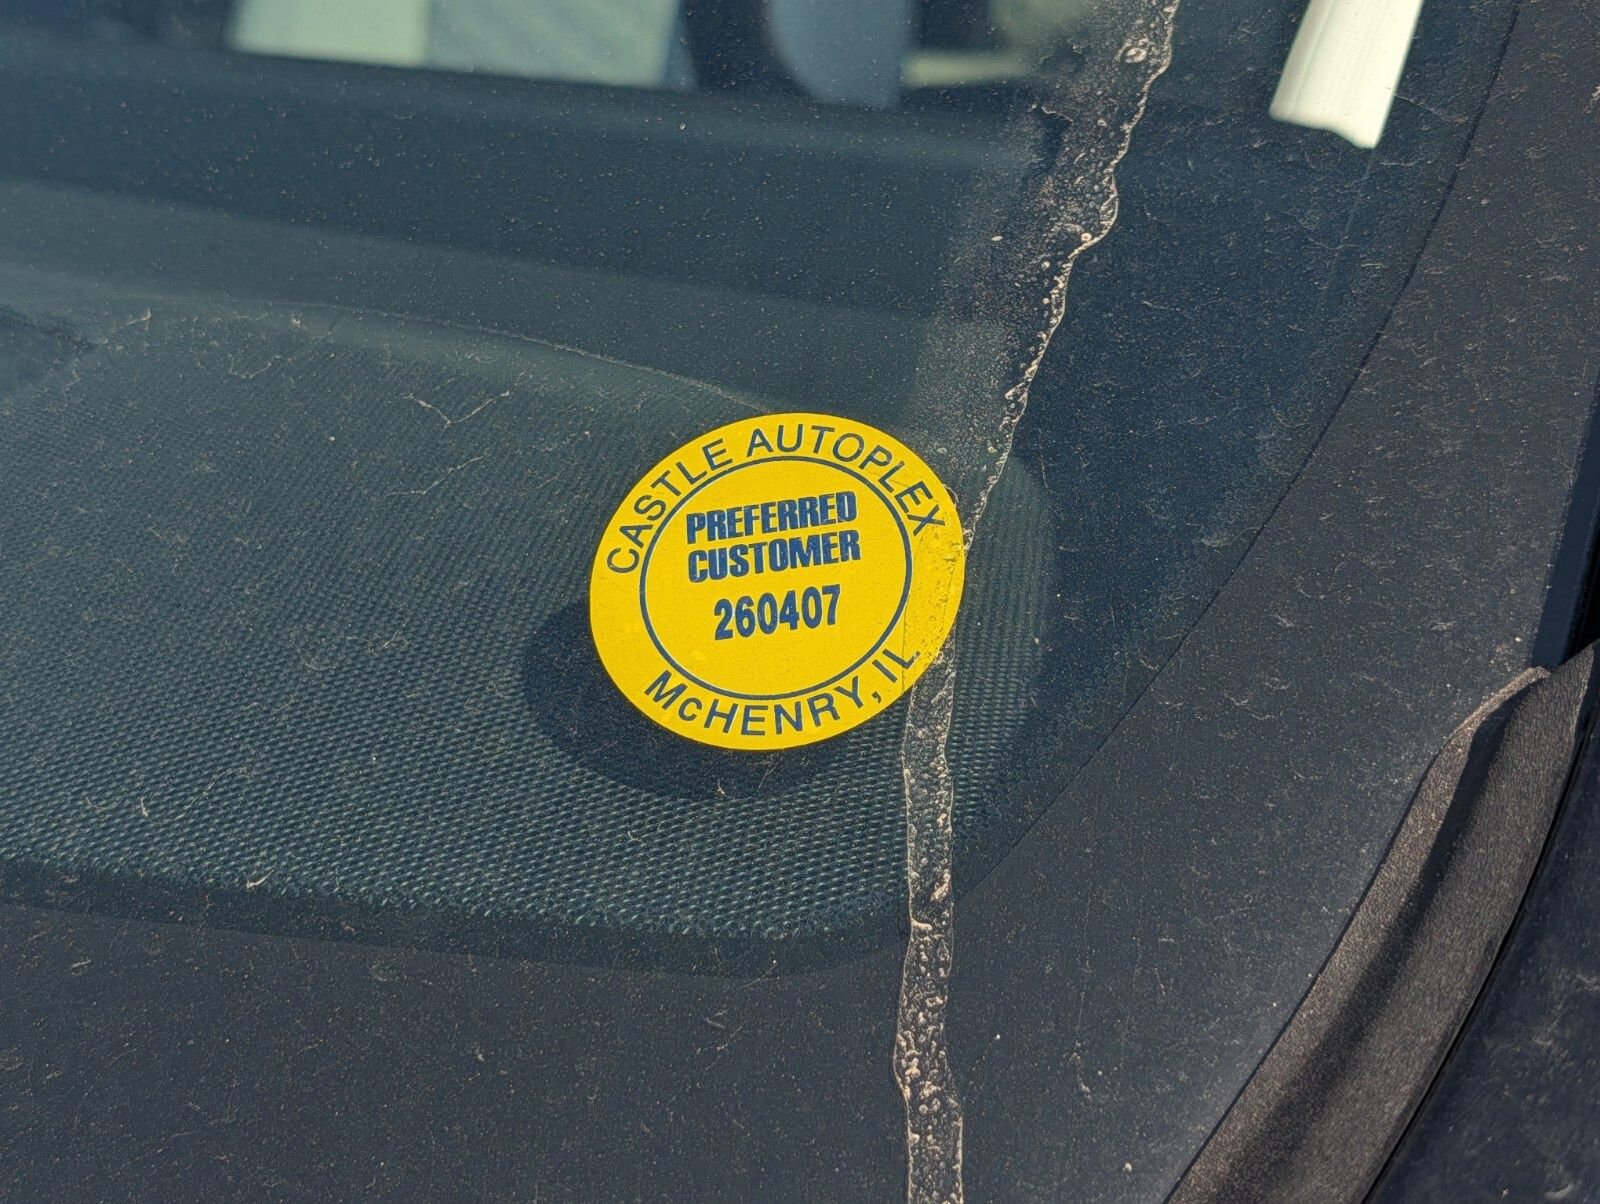 CASTLE AUTOPLEX
PREFERRED
CUSTOMER
260407
McHENRY, IL